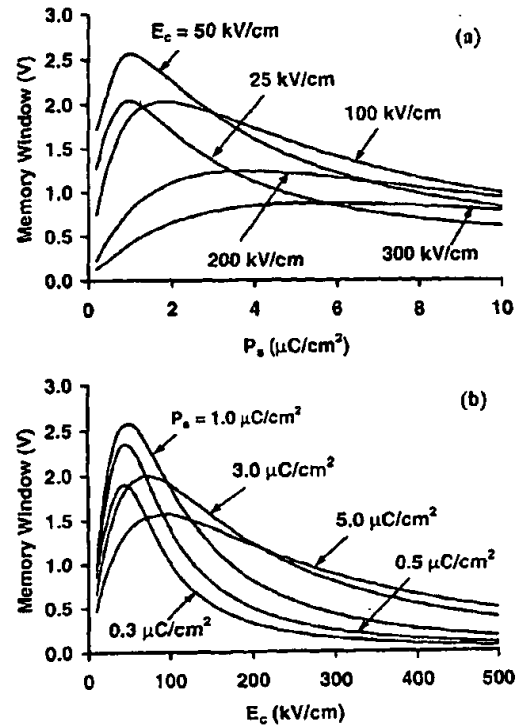 (a)
E_c = 50 kV/cm
25 kV/cm
100 kV/cm
200 kV/cm
300 kV/cm
Memory Window (V)
3.0
2.5
2.0
1.5
1.0
0.5
0.0
0 2 4 6 8 10
P_s (μC/cm²)
(b)
P_s = 1.0 μC/cm²
3.0 μC/cm²
5.0 μC/cm²
0.5 μC/cm²
0.3 μC/cm²
Memory Window (V)
3.0
2.5
2.0
1.5
1.0
0.5
0.0
0 100 200 300 400 500
E_c (kV/cm)